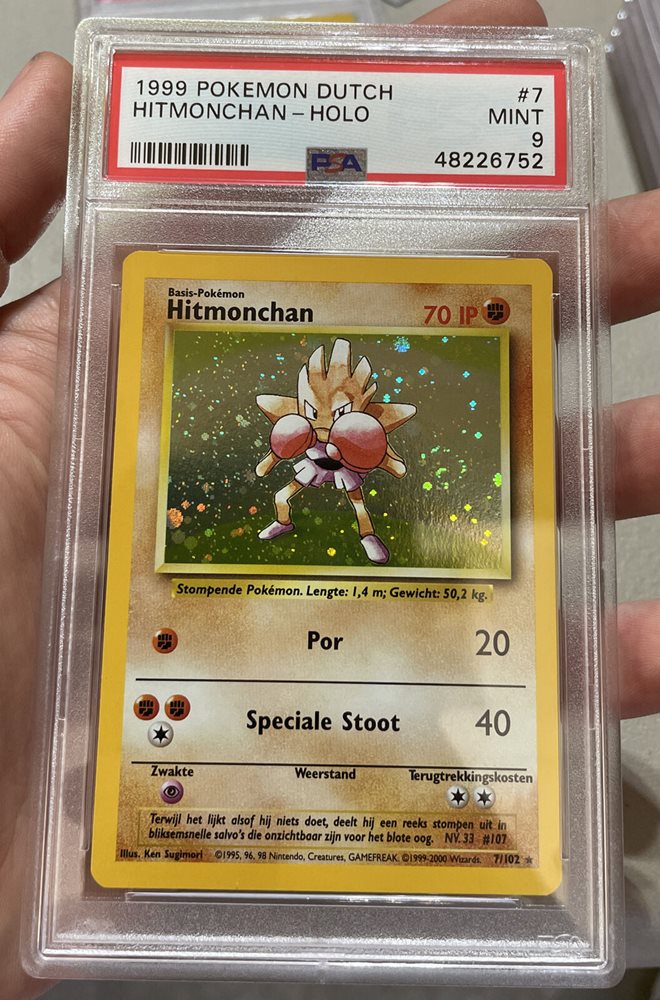 1999 POKEMON DUTCH #7
HITMONCHAN – HOLO MINT
9
PSA 48226752
Basis-Pokémon
Hitmonchan 70 IP
Stompende Pokémon. Lengte: 1,4 m; Gewicht: 50,2 kg.
Por 20
Speciale Stoot 40
Zwakte Weerstand Terugtrekkingskosten
Terwijl het lijkt alsof hij niets doet, deelt hij een reeks stompen uit in
bliksemsnelle salvo's die onzichtbaar zijn voor het blote oog. NV. 33 #107
Illus. Ken Sugimori ©1995, 96, 98 Nintendo, Creatures, GAMEFREAK. ©1999-2000 Wizards. 7/102 ★